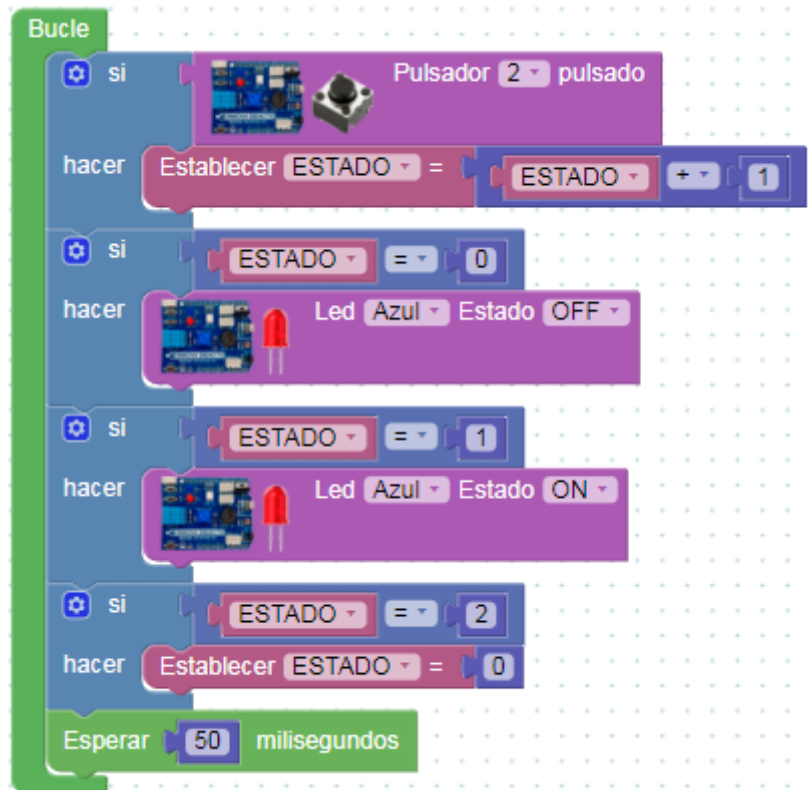 Bucle
si Pulsador 2 pulsado
hacer Establecer ESTADO = ESTADO + 1
si ESTADO = 0
hacer Led Azul Estado OFF
si ESTADO = 1
hacer Led Azul Estado ON
si ESTADO = 2
hacer Establecer ESTADO = 0
Esperar 50 milisegundos